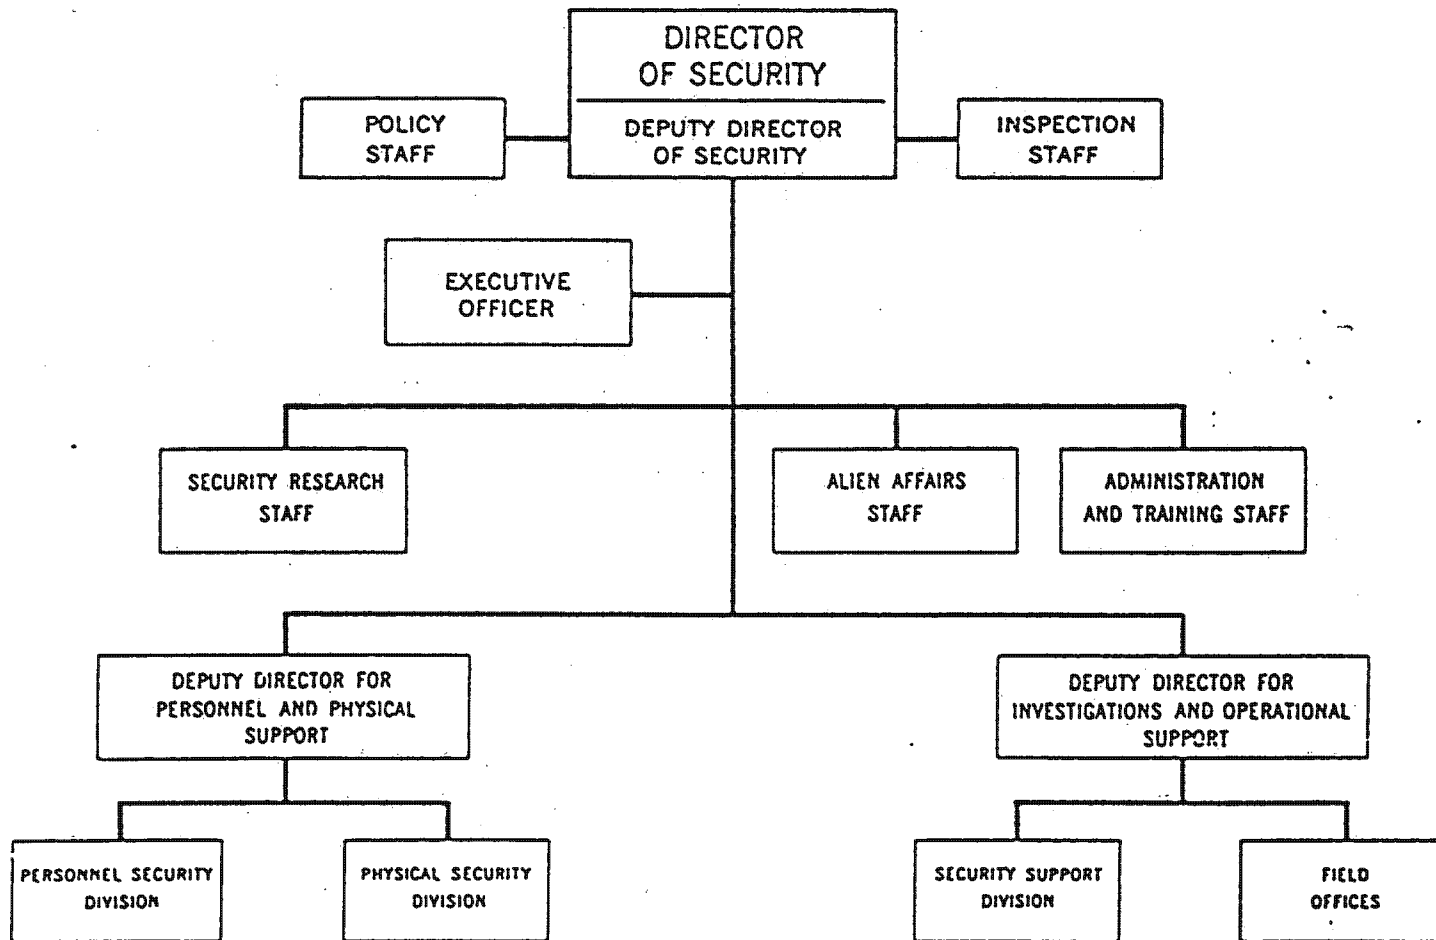 DIRECTOR
OF SECURITY
DEPUTY DIRECTOR
OF SECURITY
POLICY
STAFF
INSPECTION
STAFF
EXECUTIVE
OFFICER
SECURITY RESEARCH
STAFF
ALIEN AFFAIRS
STAFF
ADMINISTRATION
AND TRAINING STAFF
DEPUTY DIRECTOR FOR
PERSONNEL AND PHYSICAL
SUPPORT
DEPUTY DIRECTOR FOR
INVESTIGATIONS AND OPERATIONAL
SUPPORT
PERSONNEL SECURITY
DIVISION
PHYSICAL SECURITY
DIVISION
SECURITY SUPPORT
DIVISION
FIELD
OFFICES